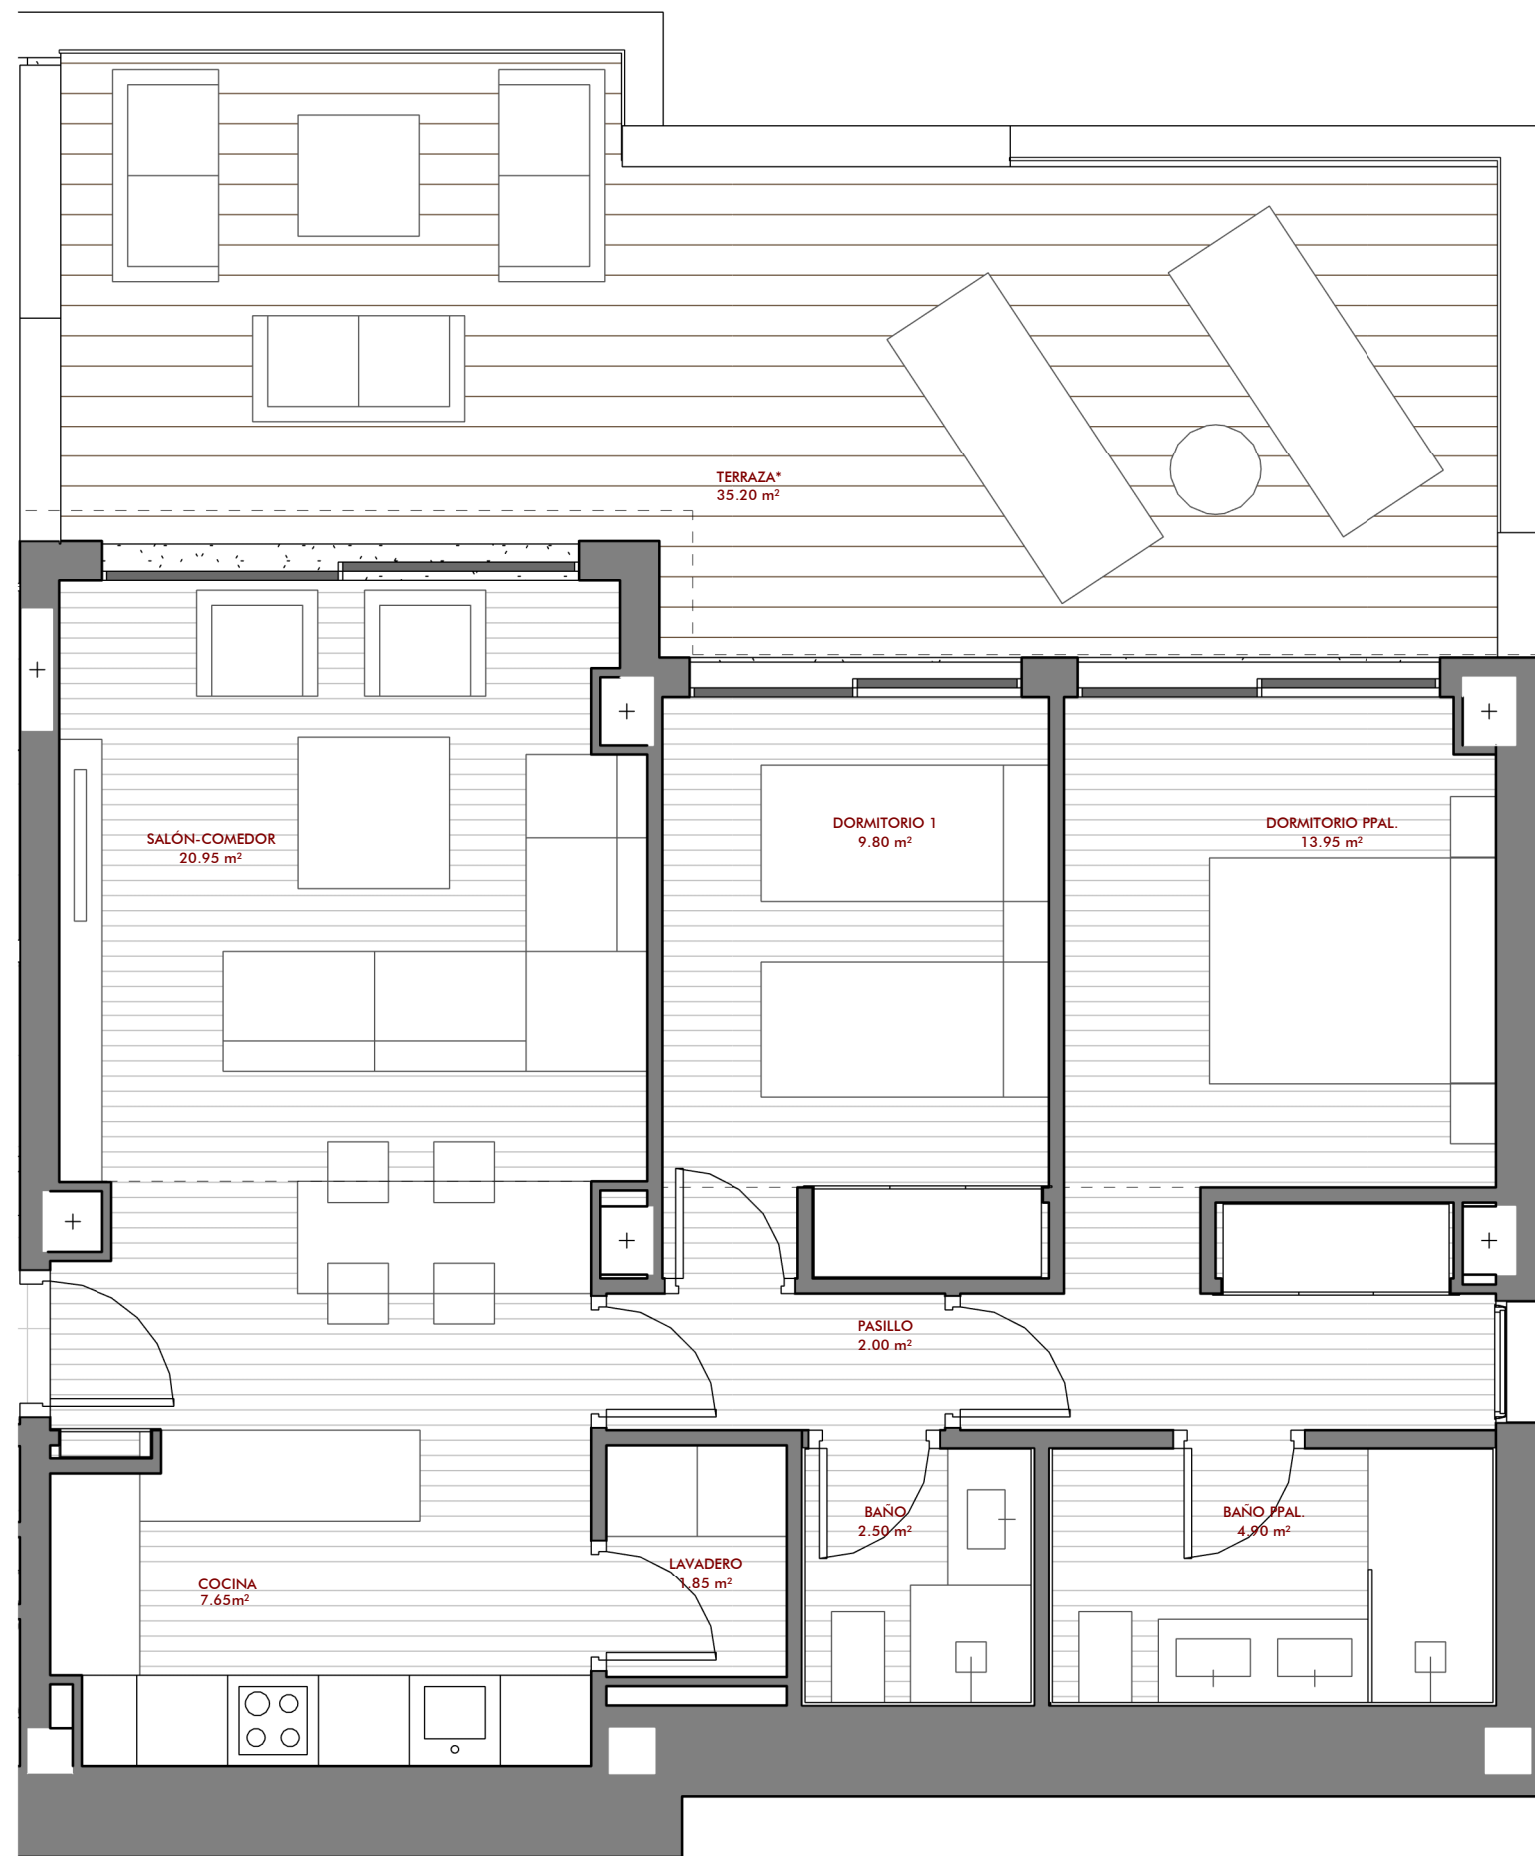 TERRAZA*
35.20 m²
SALÓN-COMEDOR
20.95 m²
DORMITORIO 1
9.80 m²
DORMITORIO PPAL.
13.95 m²
PASILLO
2.00 m²
BAÑO
2.50 m²
BAÑO PPAL.
4.90 m²
LAVADERO
1.85 m²
COCINA
7.65m²